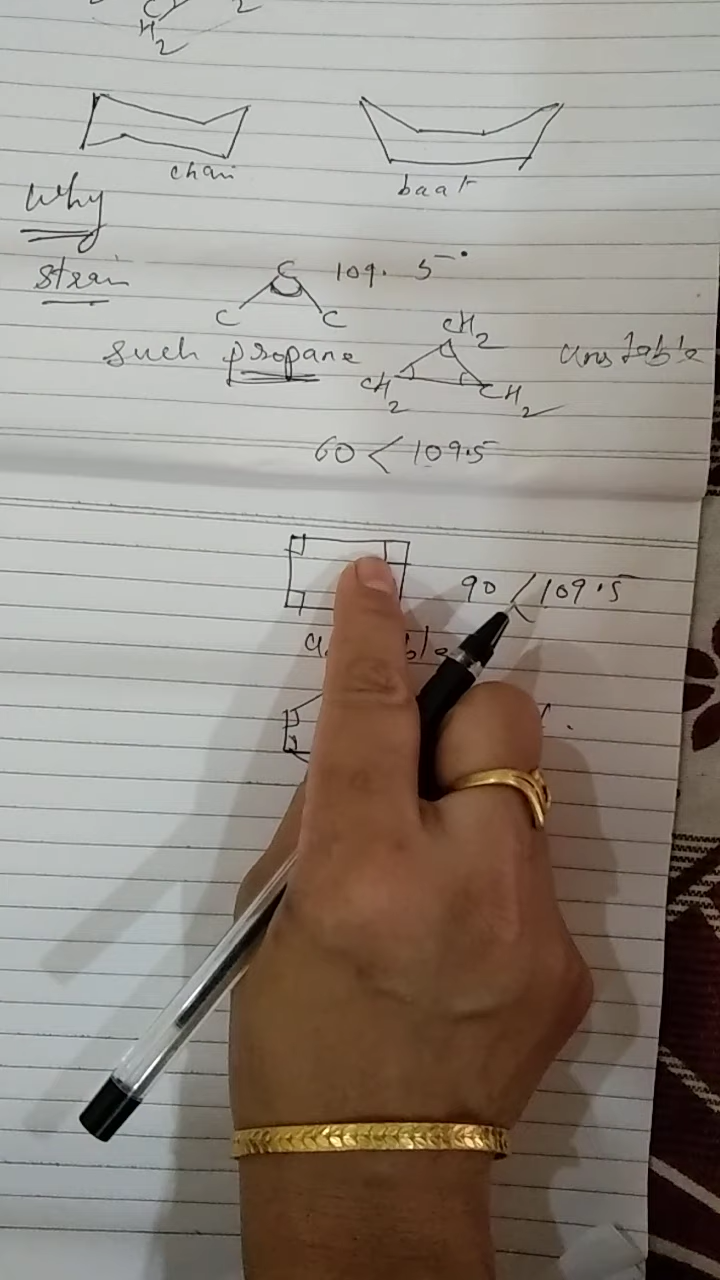 H2 2
chair
boat
Why
strain
C 109.5°
C C
such propane
CH2
CH2 CH2
unstable
60 < 109.5
90 < 109.5